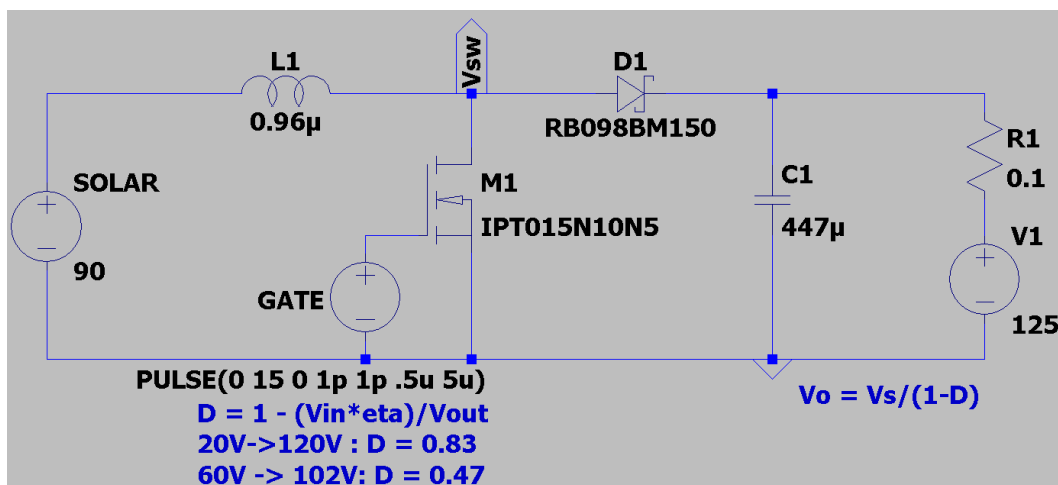 Vsw
L1
0.96µ
D1
RB098BM150
R1
0.1
SOLAR
90
M1
IPT015N10N5
C1
447µ
V1
125
GATE
PULSE(0 15 0 1p 1p .5u 5u)
D = 1 - (Vin*eta)/Vout
20V->120V : D = 0.83
60V -> 102V: D = 0.47
Vo = Vs/(1-D)